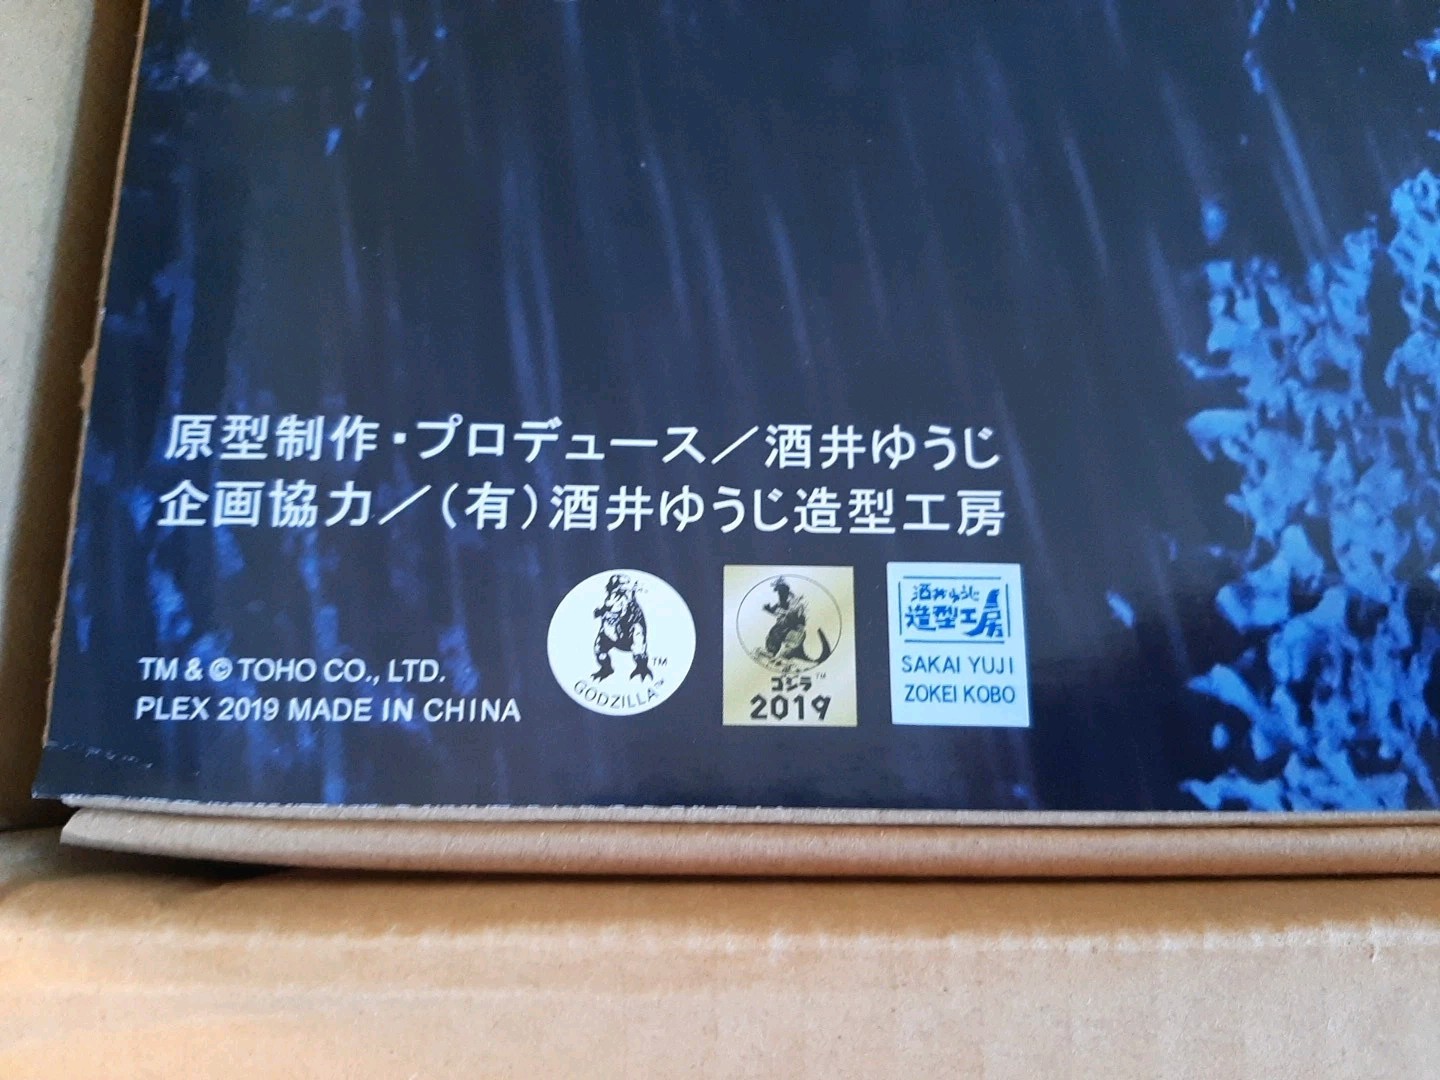 原型制作・プロデュース／酒井ゆうじ
企画協力／（有）酒井ゆうじ造型工房
TM & © TOHO CO., LTD.
PLEX 2019 MADE IN CHINA
TM
GODZILLA™
ゴジラ™
2019
酒井ゆうじ
造型工房
SAKAI YUJI
ZOKEI KOBO